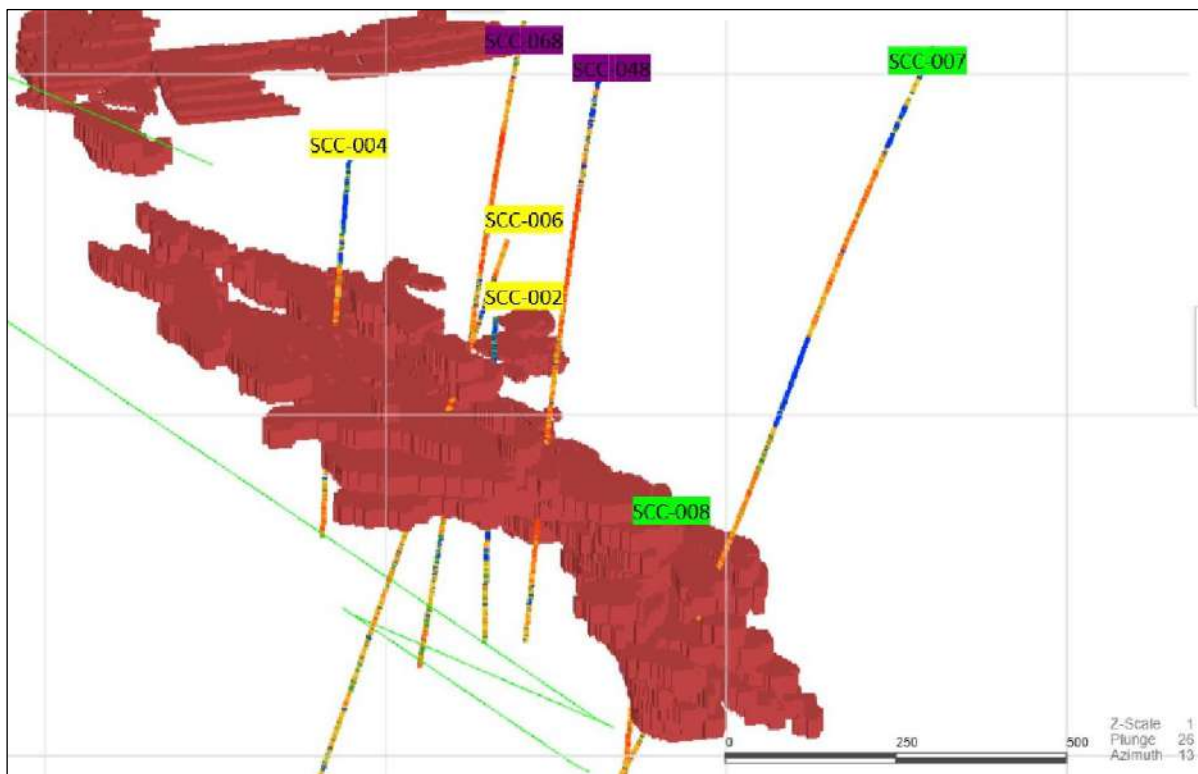 SCC-068
SCC-048
SCC-007
SCC-004
SCC-006
SCC-002
SCC-008
Z-Scale 1
Plunge 26
Azimuth 13
0 250 500